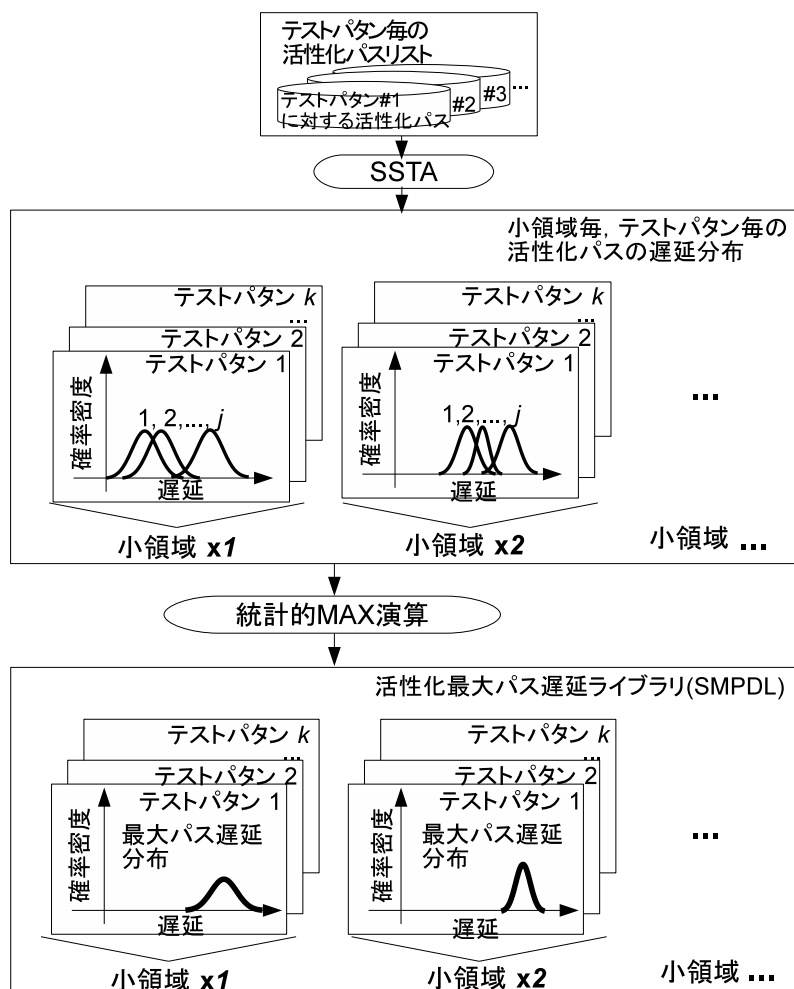 テストパタン毎の
活性化パスリスト
テストパタン#1
に対する活性化パス
#2
#3
...
SSTA
小領域毎, テストパタン毎の
活性化パスの遅延分布
テストパタン k
...
テストパタン 2
テストパタン 1
確率密度
1, 2,..., j
遅延
小領域 x1
テストパタン k
...
テストパタン 2
テストパタン 1
確率密度
1,2,..., j
遅延
小領域 x2
...
小領域 ...
統計的MAX演算
活性化最大パス遅延ライブラリ(SMPDL)
テストパタン k
...
テストパタン 2
テストパタン 1
確率密度
最大パス遅延
分布
遅延
小領域 x1
テストパタン k
...
テストパタン 2
テストパタン 1
確率密度
最大パス遅延
分布
遅延
小領域 x2
...
小領域 ...